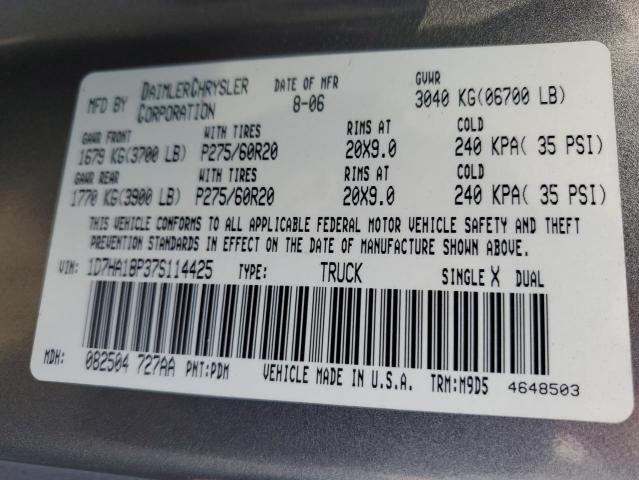 MFD BY DAIMLERCHRYSLER CORPORATION DATE OF MFR 8-06 GVWR 3040 KG(06700 LB)
GAWR FRONT WITH TIRES RIMS AT COLD
1679 KG(3700 LB) P275/60R20 20X9.0 240 KPA( 35 PSI)
GAWR REAR WITH TIRES RIMS AT COLD
1770 KG(3900 LB) P275/60R20 20X9.0 240 KPA( 35 PSI)
THIS VEHICLE CONFORMS TO ALL APPLICABLE FEDERAL MOTOR VEHICLE SAFETY AND THEFT
PREVENTION STANDARDS IN EFFECT ON THE DATE OF MANUFACTURE SHOWN ABOVE.
VIN: 1D7HA18P37S114425 TYPE: TRUCK SINGLE X DUAL
MDH: 082504 727AA PNT:PDM VEHICLE MADE IN U.S.A. TRM:M9D5 4648503